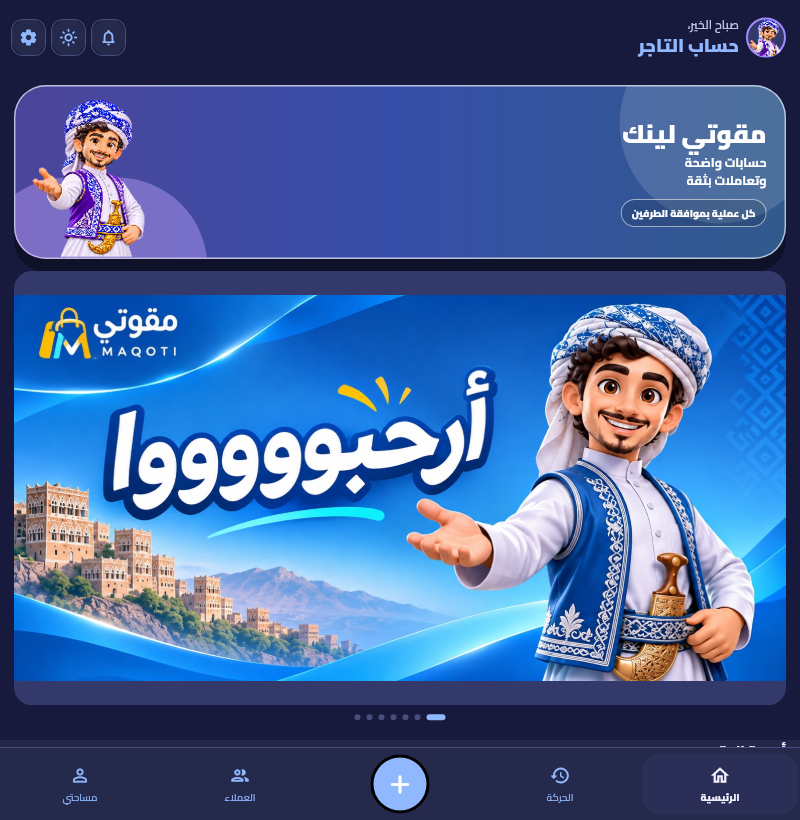 صباح الخير،
حساب التاجر
مقوتي لينك
حسابات واضحة
وتعاملات بثقة
كل عملية بموافقة الطرفين
مقوتي
MAQOTI
أرحبوووووا
الرئيسية
الحركة
العملاء
مساحتي